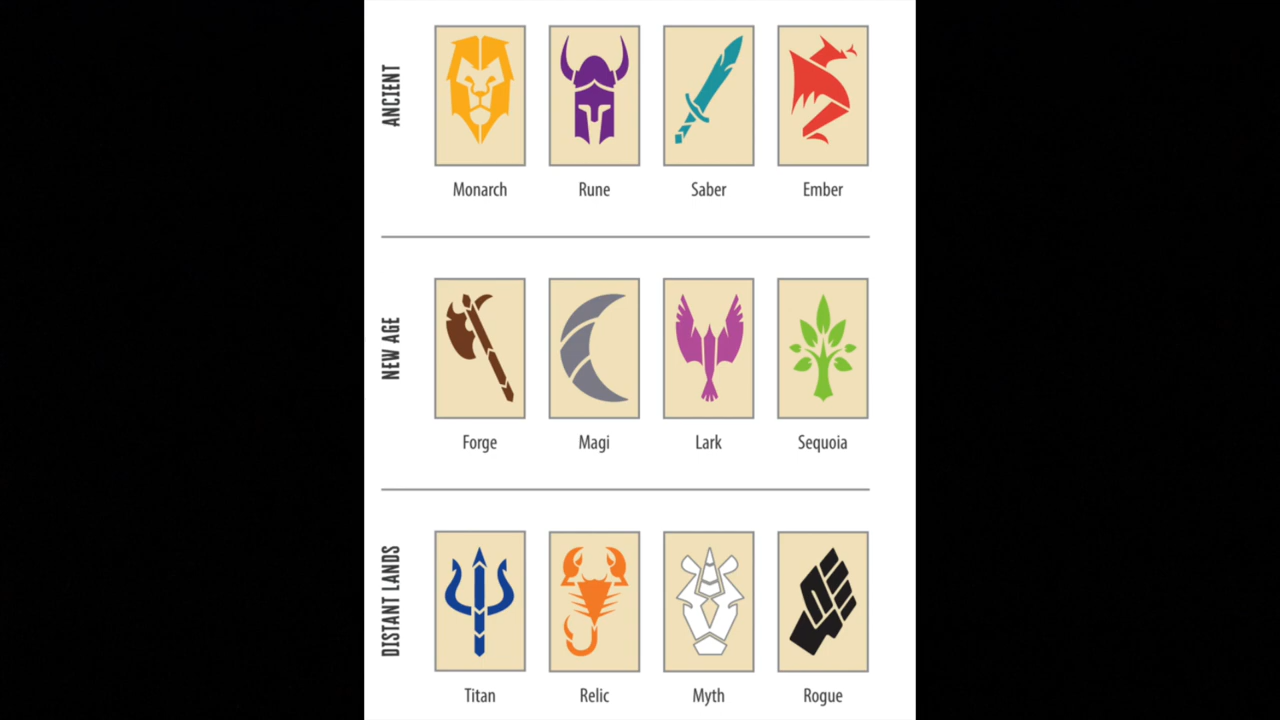 ANCIENT
Monarch Rune Saber Ember
NEW AGE
Forge Magi Lark Sequoia
DISTANT LANDS
Titan Relic Myth Rogue